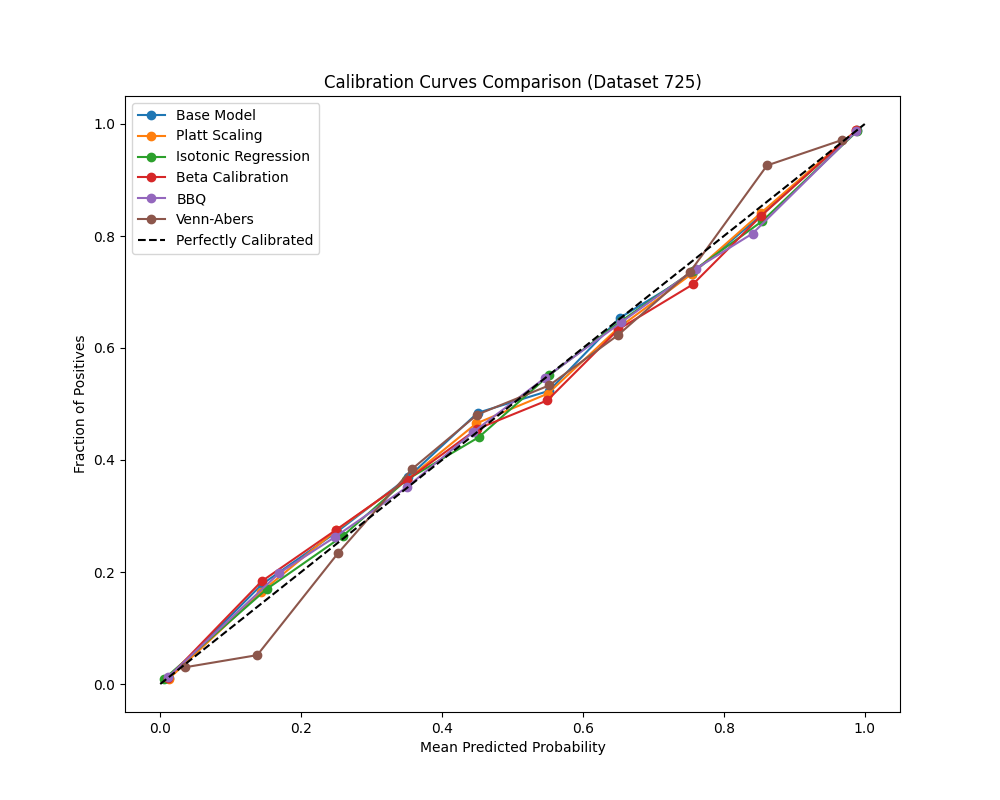 Calibration Curves Comparison (Dataset 725)
Base Model
Platt Scaling
Isotonic Regression
Beta Calibration
BBQ
Venn-Abers
Perfectly Calibrated
1.0
0.8
0.6
0.4
0.2
0.0
Fraction of Positives
0.0 0.2 0.4 0.6 0.8 1.0
Mean Predicted Probability